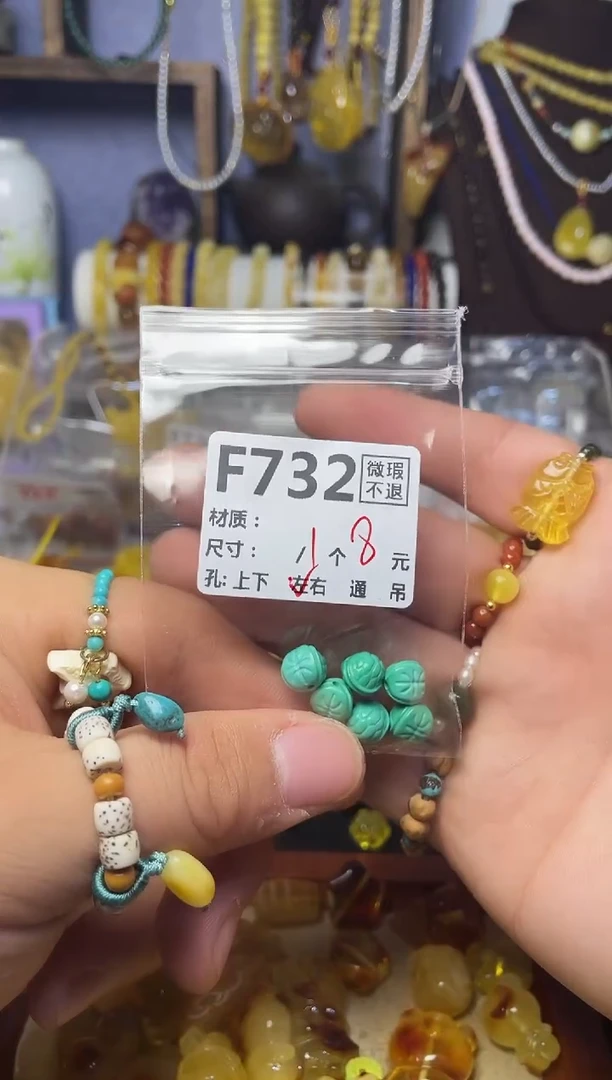 F732 微瑕
不退
材质：
尺寸： / 1 个 8 元
孔: 上下 左右 通 吊